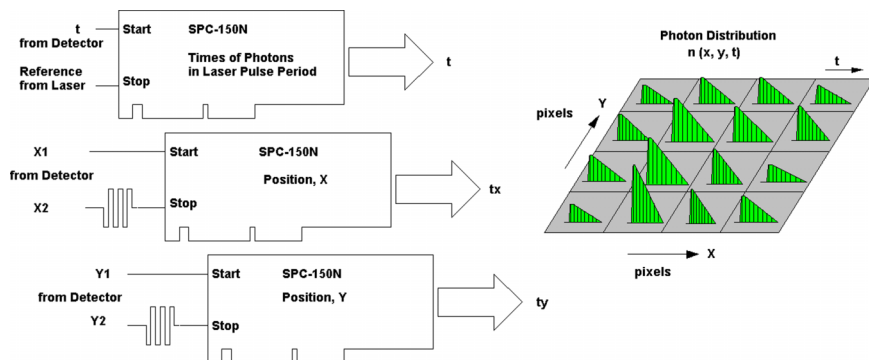 t
from Detector
Start
SPC-150N
Times of Photons
in Laser Pulse Period
Reference
from Laser
Stop
t
X1
from Detector
X2
Start
SPC-150N
Position, X
Stop
tx
Y1
from Detector
Y2
Start
SPC-150N
Position, Y
Stop
ty
Photon Distribution
n (x, y, t)
t
Y
pixels
X
pixels